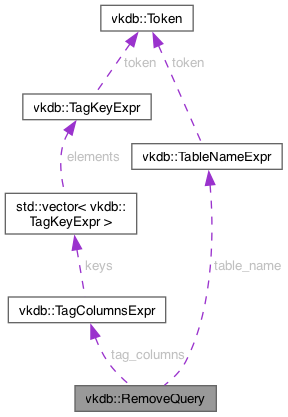 vkdb::Token
token
token
vkdb::TagKeyExpr
elements
vkdb::TableNameExpr
std::vector< vkdb::
TagKeyExpr >
keys
table_name
vkdb::TagColumnsExpr
tag_columns
vkdb::RemoveQuery